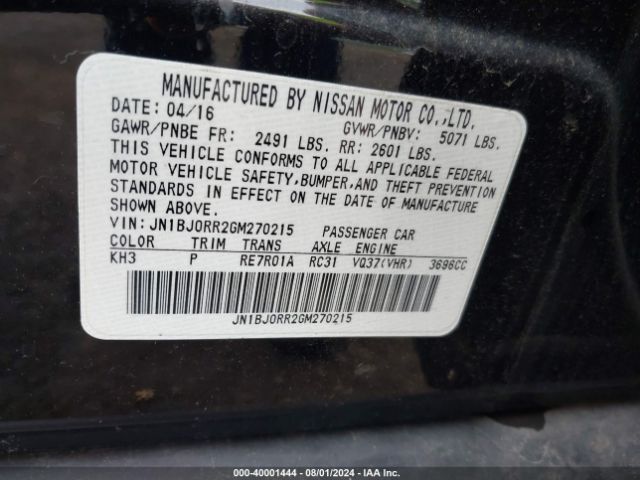 MANUFACTURED BY NISSAN MOTOR CO.,LTD.
DATE: 04/16 GVWR/PNBV: 5071 LBS.
GAWR/PNBE FR: 2491 LBS. RR: 2601 LBS.
THIS VEHICLE CONFORMS TO ALL APPLICABLE FEDERAL
MOTOR VEHICLE SAFETY, BUMPER, AND THEFT PREVENTION
STANDARDS IN EFFECT ON THE DATE OF MANUFACTURE
SHOWN ABOVE.
VIN: JN1BJ0RR2GM270215 PASSENGER CAR
COLOR TRIM TRANS AXLE ENGINE
KH3 P RE7R01A RC31 VQ37(VHR) 3696CC
JN1BJ0RR2GM270215
000-40001444 - 08/01/2024 - IAA Copyright